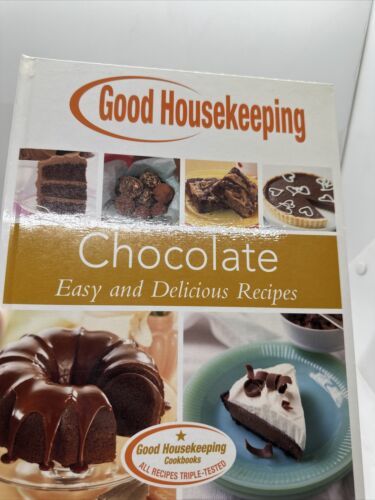 Good Housekeeping
Chocolate
Easy and Delicious Recipes
Good Housekeeping
Cookbooks
ALL RECIPES TRIPLE-TESTED